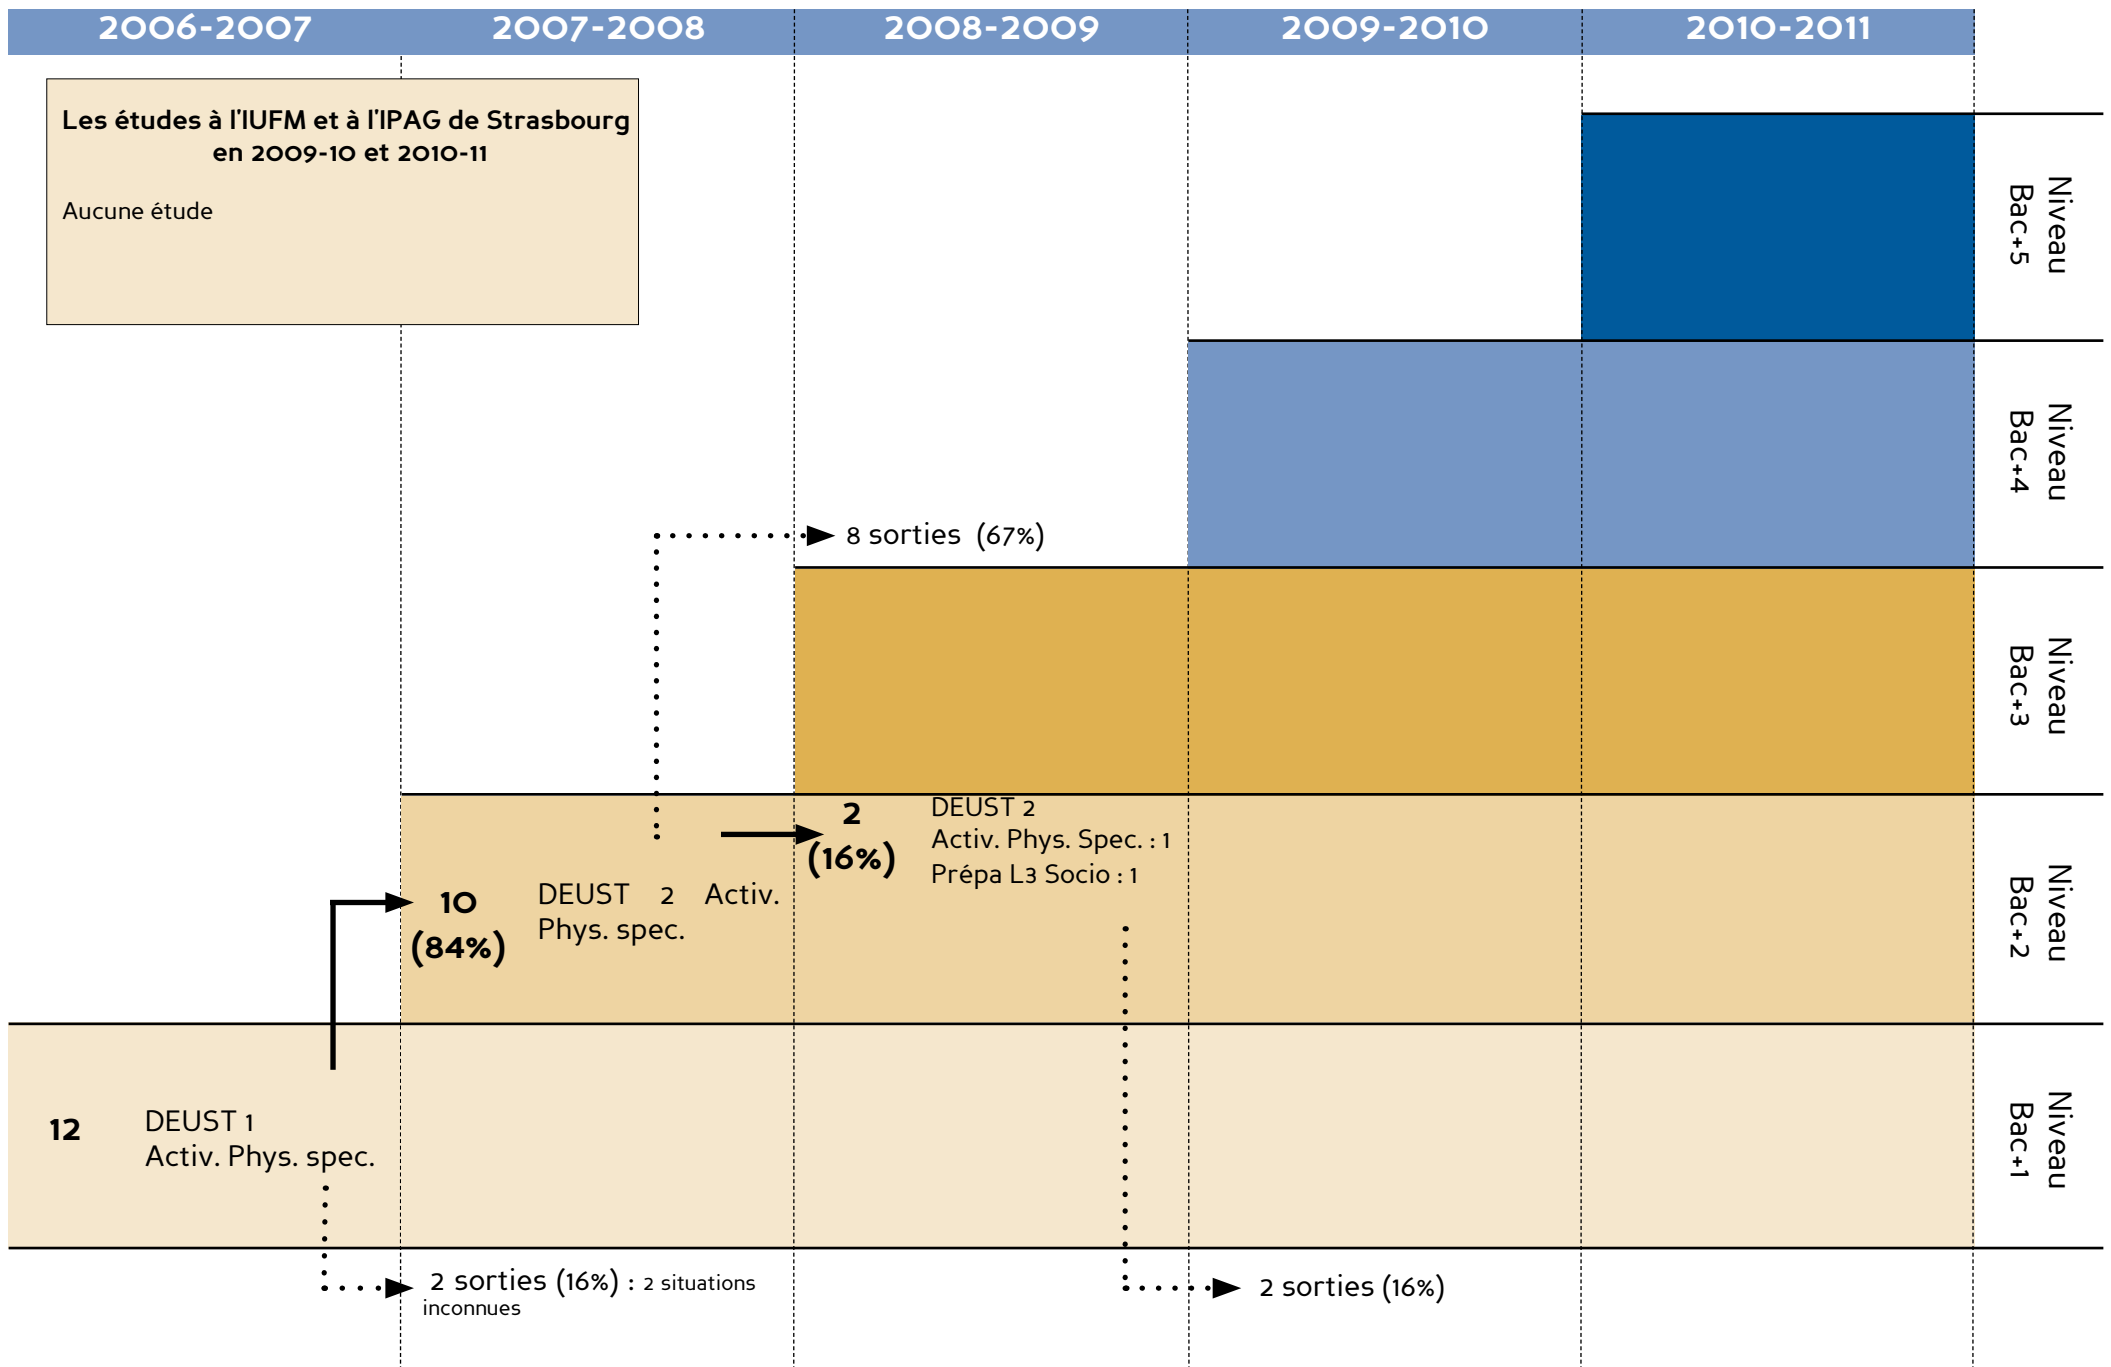 2006-2007
2007-2008
2008-2009
2009-2010
2010-2011
Les études à l'IUFM et à l'IPAG de Strasbourg
en 2009-10 et 2010-11
Aucune étude
Niveau
Bac+5
Niveau
Bac+4
8 sorties (67%)
Niveau
Bac+3
2
(16%)
DEUST 2
Activ. Phys. Spec. : 1
Prépa L3 Socio : 1
10
(84%)
DEUST 2 Activ.
Phys. spec.
Niveau
Bac+2
12
DEUST 1
Activ. Phys. spec.
Niveau
Bac+1
2 sorties (16%) : 2 situations
inconnues
2 sorties (16%)